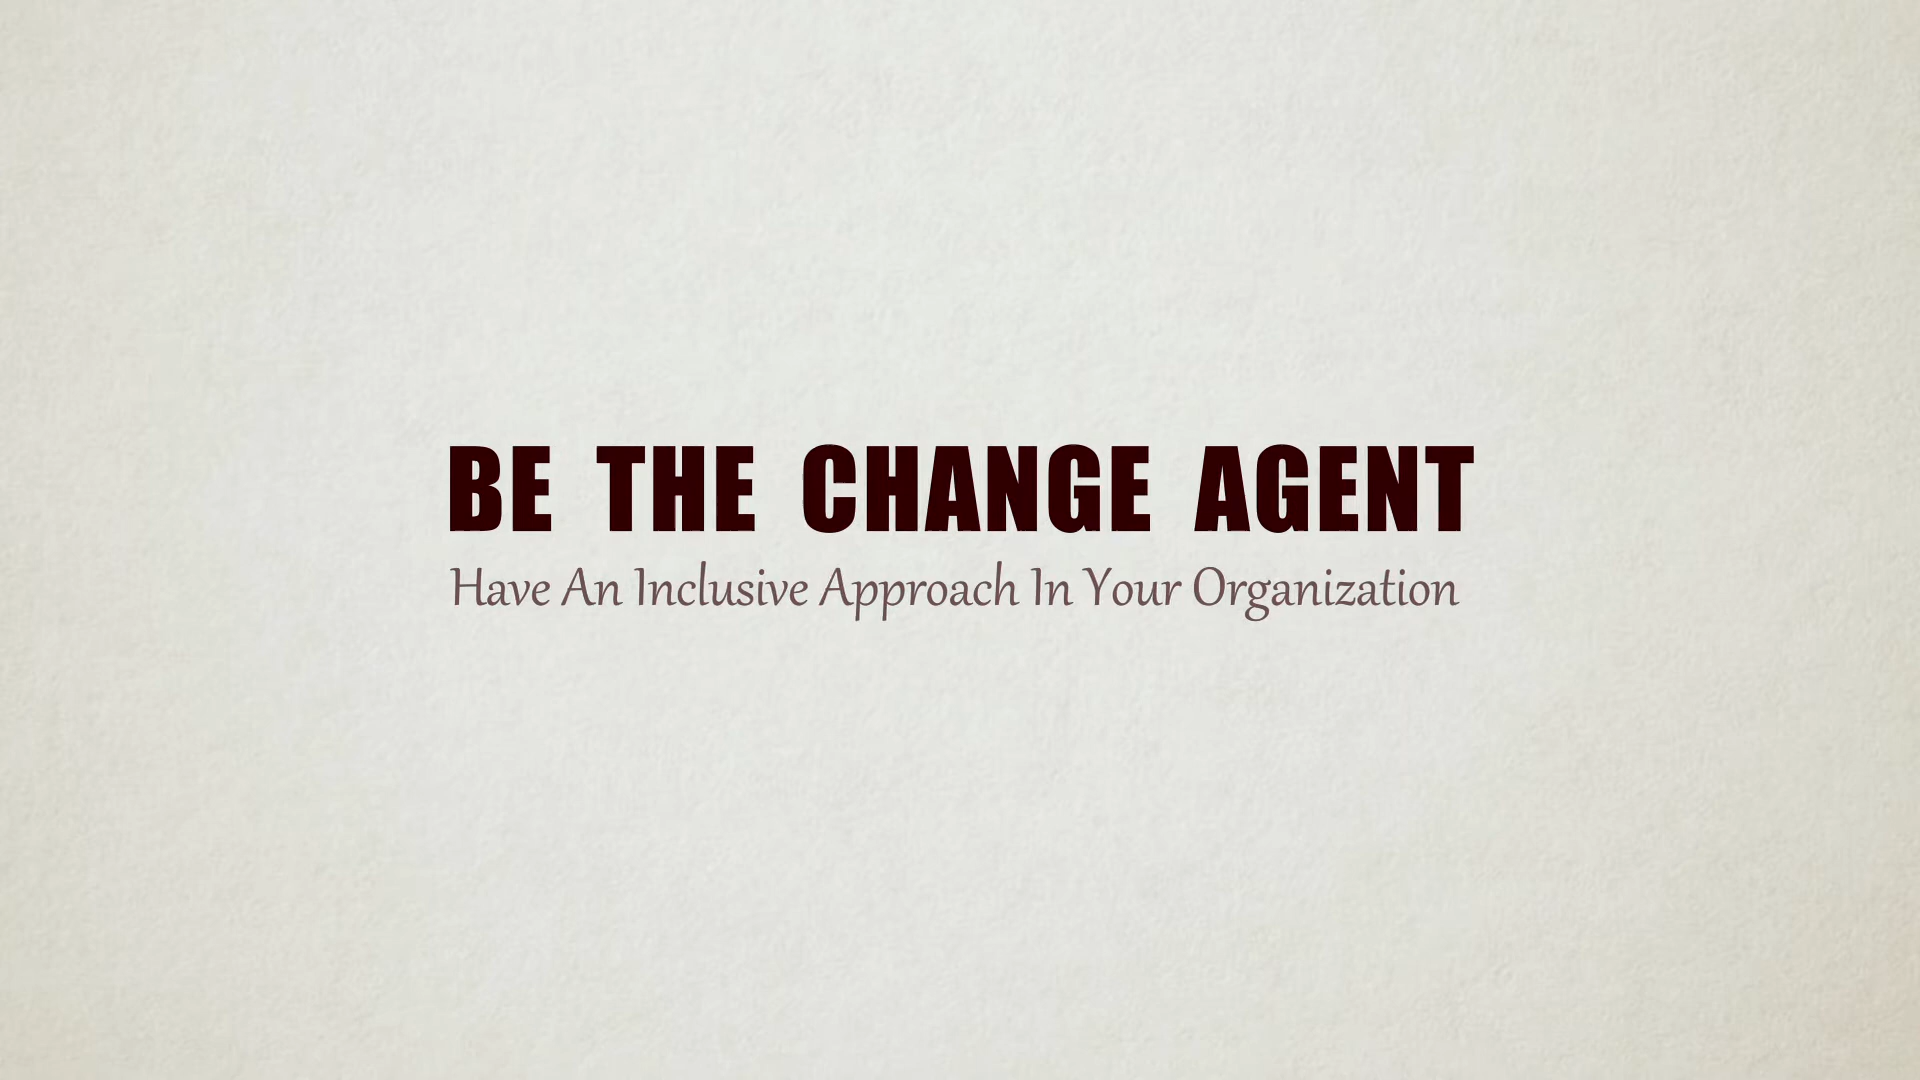 BE THE CHANGE AGENT
Have An Inclusive Approach In Your Organization